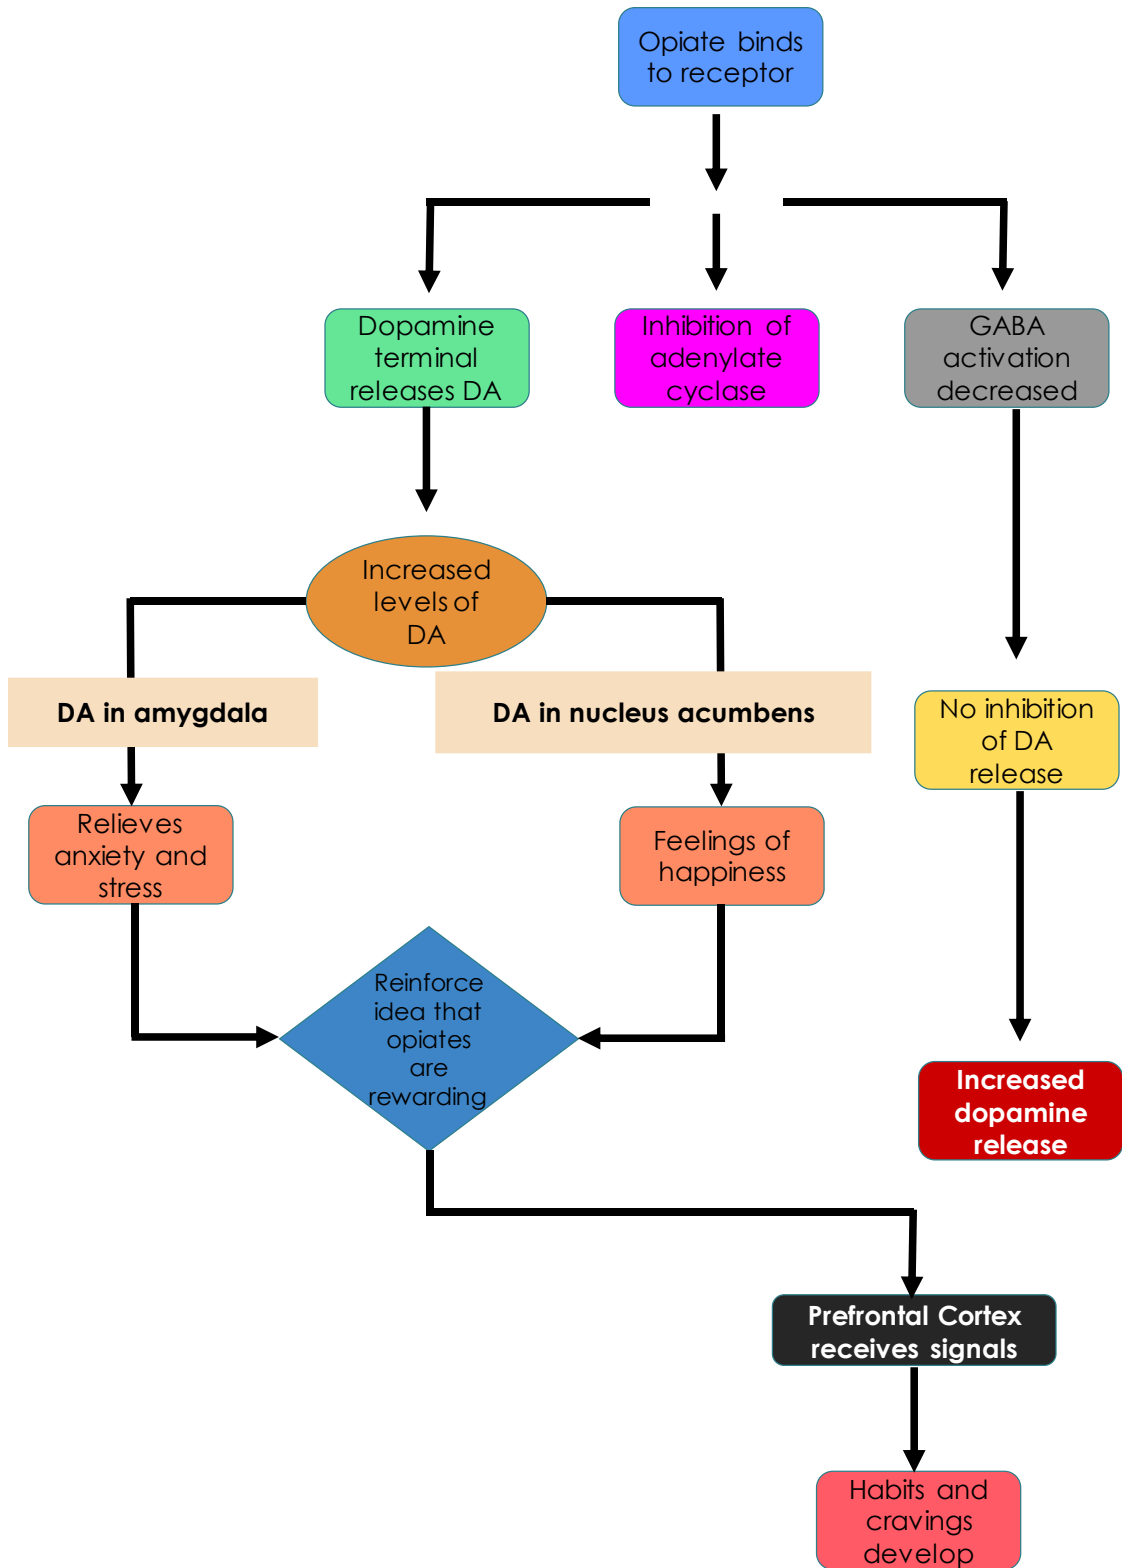 Opiate binds
to receptor
Dopamine
terminal
releases DA
Inhibition of
adenylate
cyclase
GABA
activation
decreased
Increased
levels of
DA
DA in amygdala
DA in nucleus acumbens
No inhibition
of DA
release
Relieves
anxiety and
stress
Feelings of
happiness
Reinforce
idea that
opiates
are
rewarding
Increased
dopamine
release
Prefrontal Cortex
receives signals
Habits and
cravings
develop